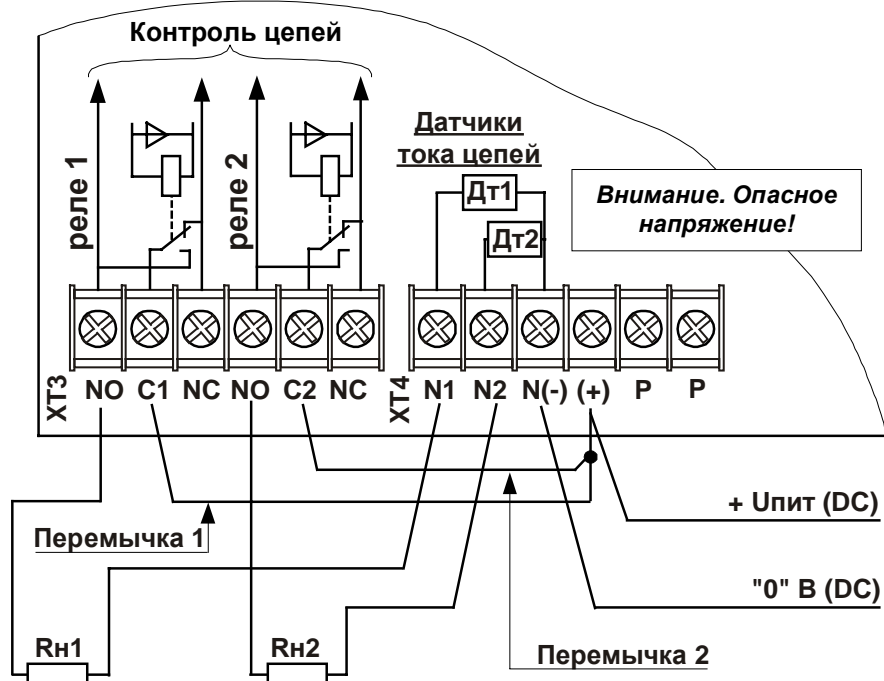 Контроль цепей
реле 1
реле 2
Датчики
тока цепей
Дт1
Дт2
Внимание. Опасное
напряжение!
XT3
NO C1 NC NO C2 NC
XT4
N1 N2 N(-) (+) P P
+ Uпит (DC)
Перемычка 1
"0" В (DC)
Rн1
Rн2
Перемычка 2